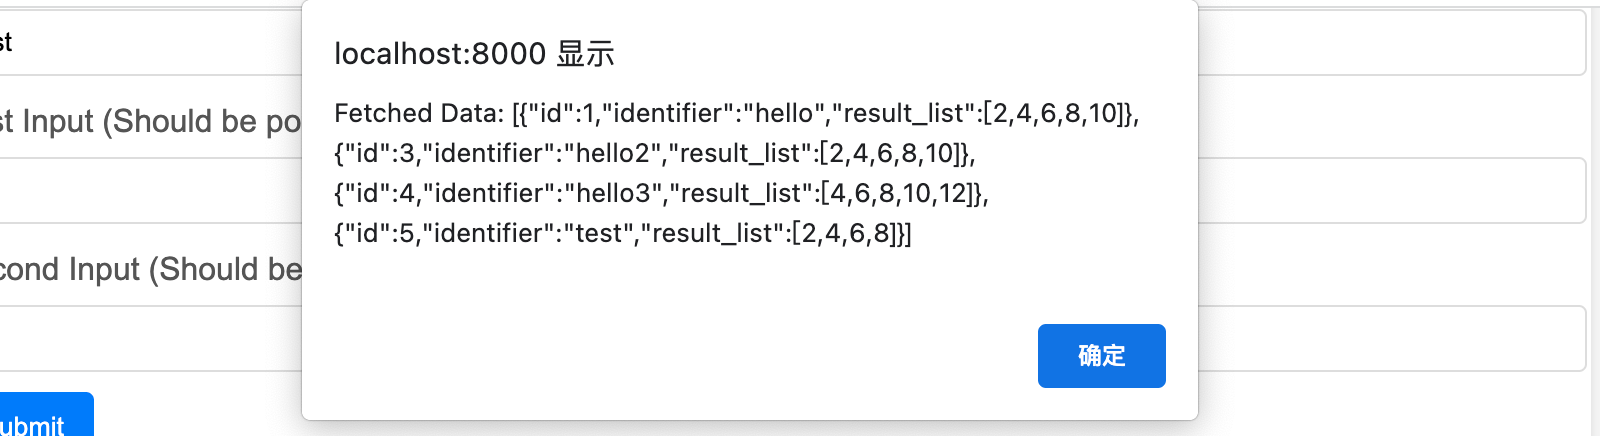 localhost:8000 显示
st
Fetched Data: [{"id":1,"identifier":"hello","result_list":[2,4,6,8,10]},
st Input (Should be po
{"id":3,"identifier":"hello2","result_list":[2,4,6,8,10]},
{"id":4,"identifier":"hello3","result_list":[4,6,8,10,12]},
{"id":5,"identifier":"test","result_list":[2,4,6,8]}]
cond Input (Should be
确定
ubmit